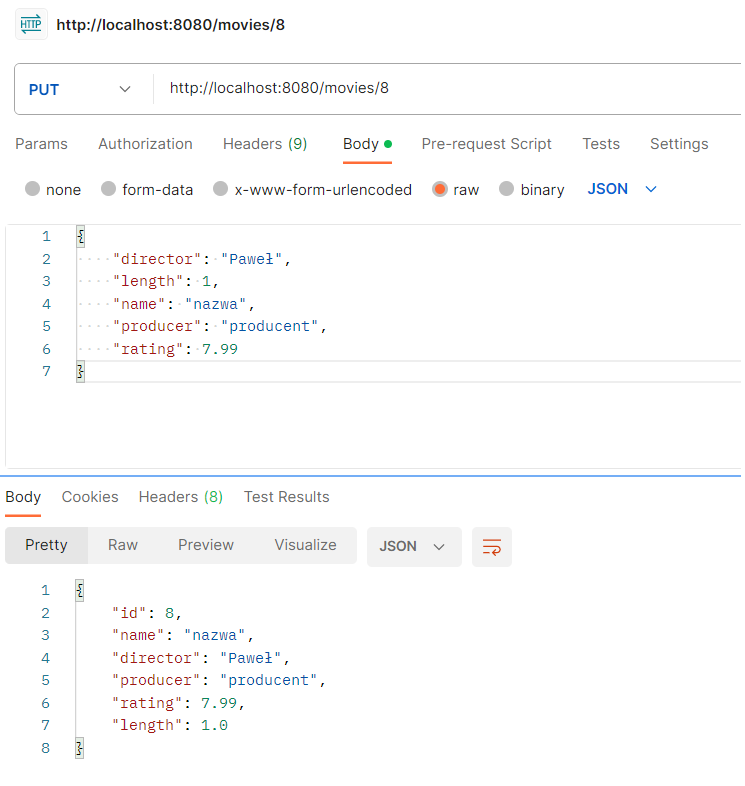 HTTP http://localhost:8080/movies/8
PUT http://localhost:8080/movies/8
Params Authorization Headers (9) Body Pre-request Script Tests Settings
none form-data x-www-form-urlencoded raw binary JSON
1 {
2 ····"director":·"Paweł",
3 ····"length":·1,
4 ····"name":·"nazwa",
5 ····"producer":·"producent",
6 ····"rating":·7.99
7 }
Body Cookies Headers (8) Test Results
Pretty Raw Preview Visualize JSON
1 {
2 "id": 8,
3 "name": "nazwa",
4 "director": "Paweł",
5 "producer": "producent",
6 "rating": 7.99,
7 "length": 1.0
8 }